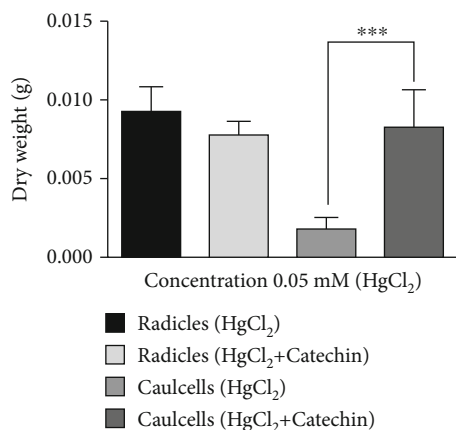 ***
Dry weight (g)
0.015
0.010
0.005
0.000
Concentration 0.05 mM (HgCl₂)
Radicles (HgCl₂)
Radicles (HgCl₂+Catechin)
Caulcells (HgCl₂)
Caulcells (HgCl₂+Catechin)